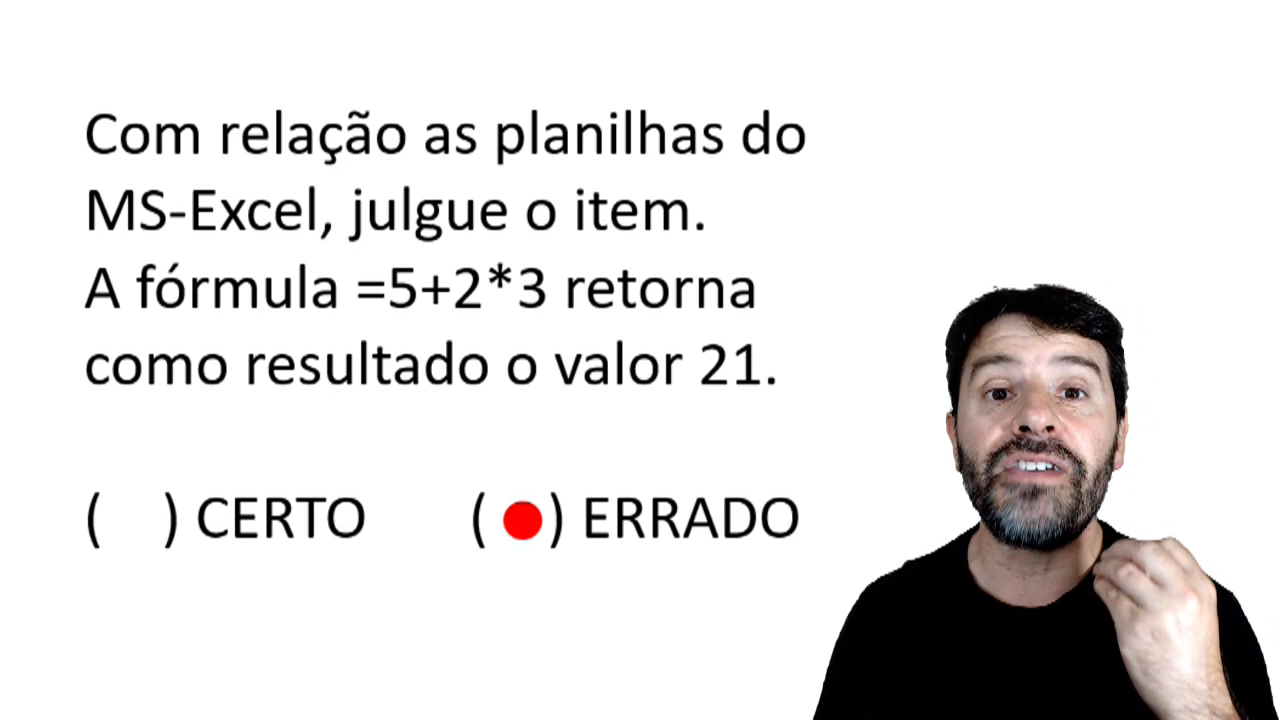 Com relação as planilhas do
MS-Excel, julgue o item.
A fórmula =5+2*3 retorna
como resultado o valor 21.
( ) CERTO ( ) ERRADO